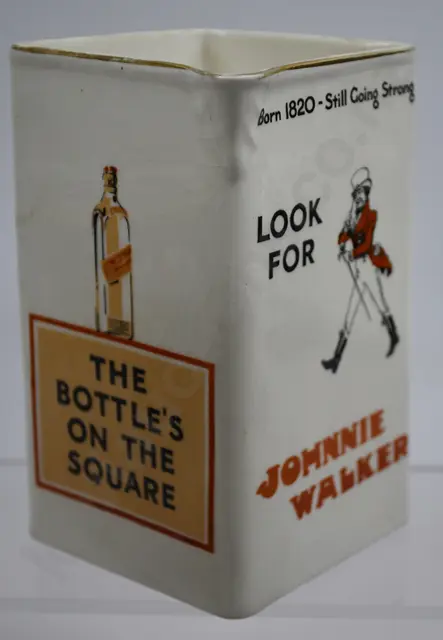 THE
BOTTLE'S
ON THE
SQUARE
Born 1820 - Still Going Strong
LOOK
FOR
JOHNNIE
WALKER